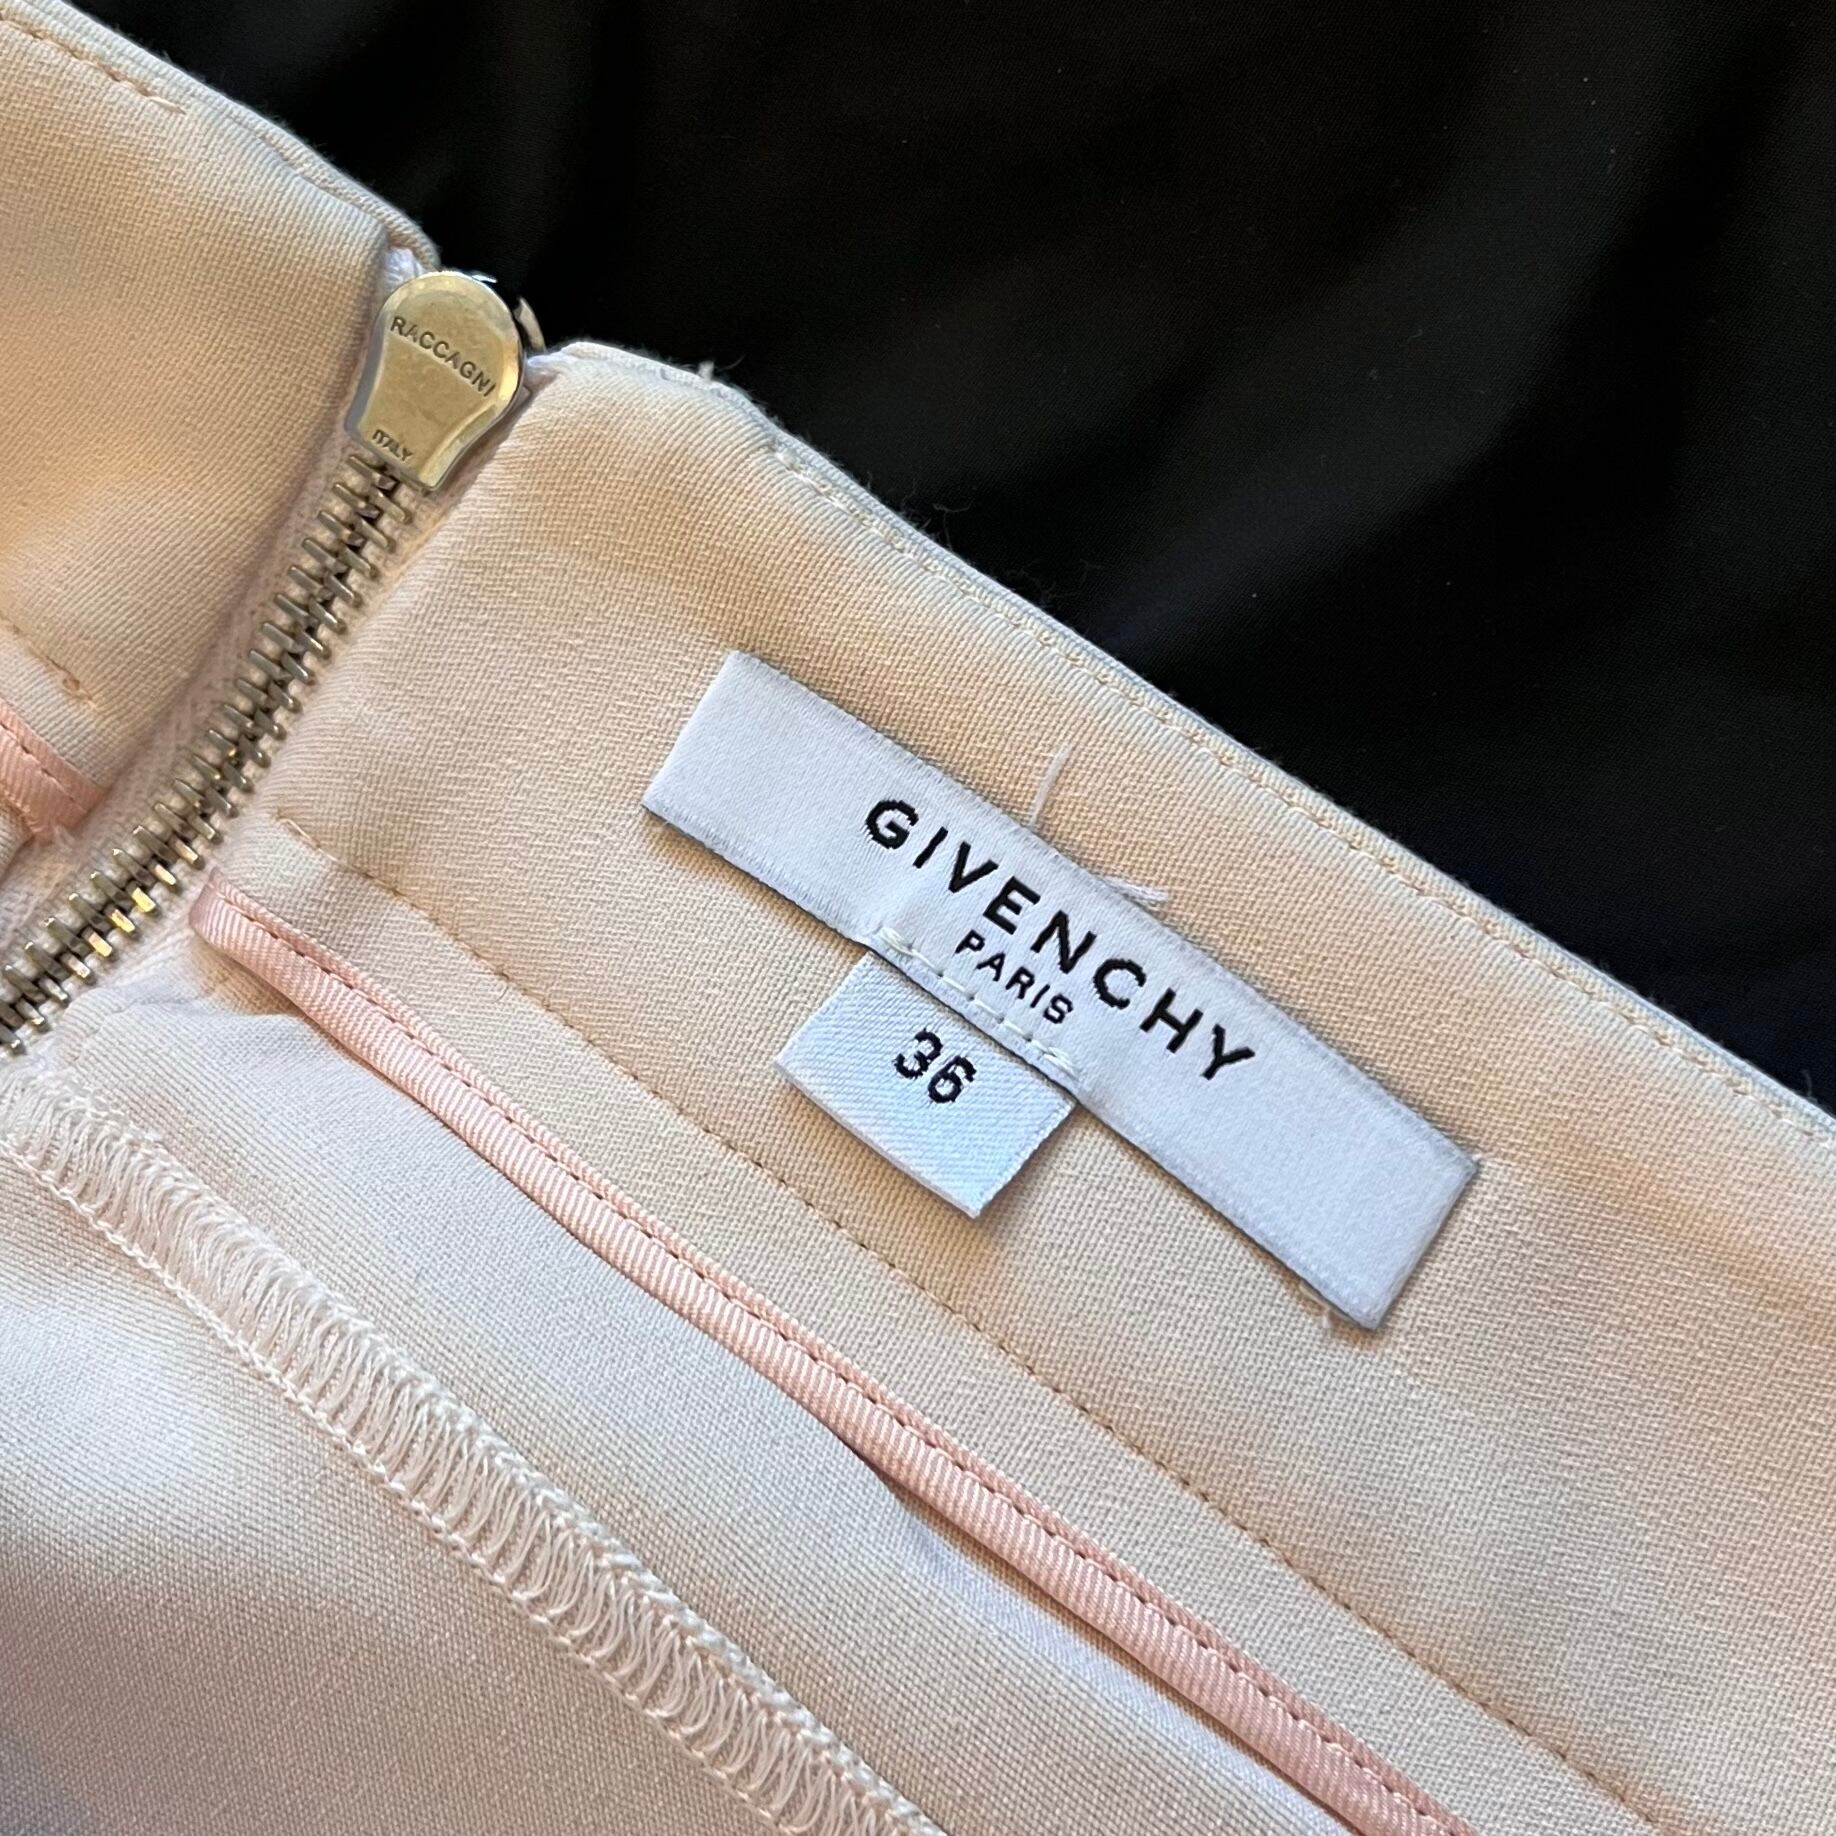 RACCAGNI
ITALY
GIVENCHY
PARIS
36